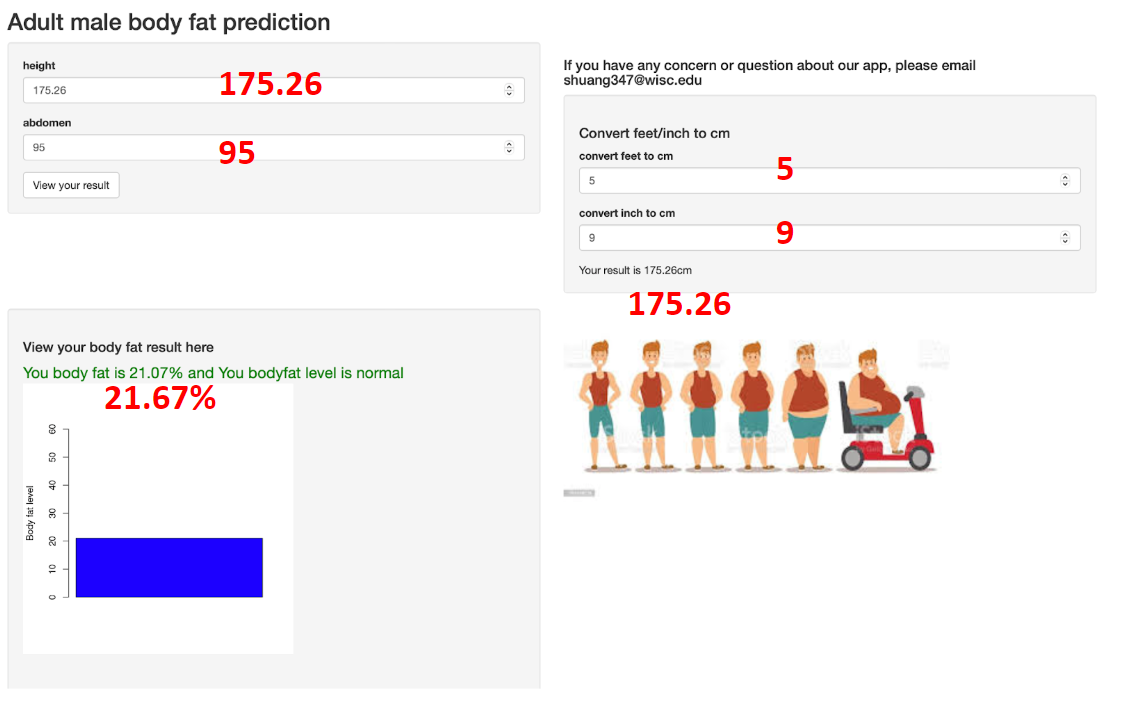 Adult male body fat prediction
height
175.26
175.26
abdomen
95
95
View your result
If you have any concern or question about our app, please email
shuang347@wisc.edu
Convert feet/inch to cm
convert feet to cm
5
5
convert inch to cm
9
9
Your result is 175.26cm
175.26
View your body fat result here
You body fat is 21.07% and You bodyfat level is normal
21.67%
Body fat level
60
50
40
30
20
10
0